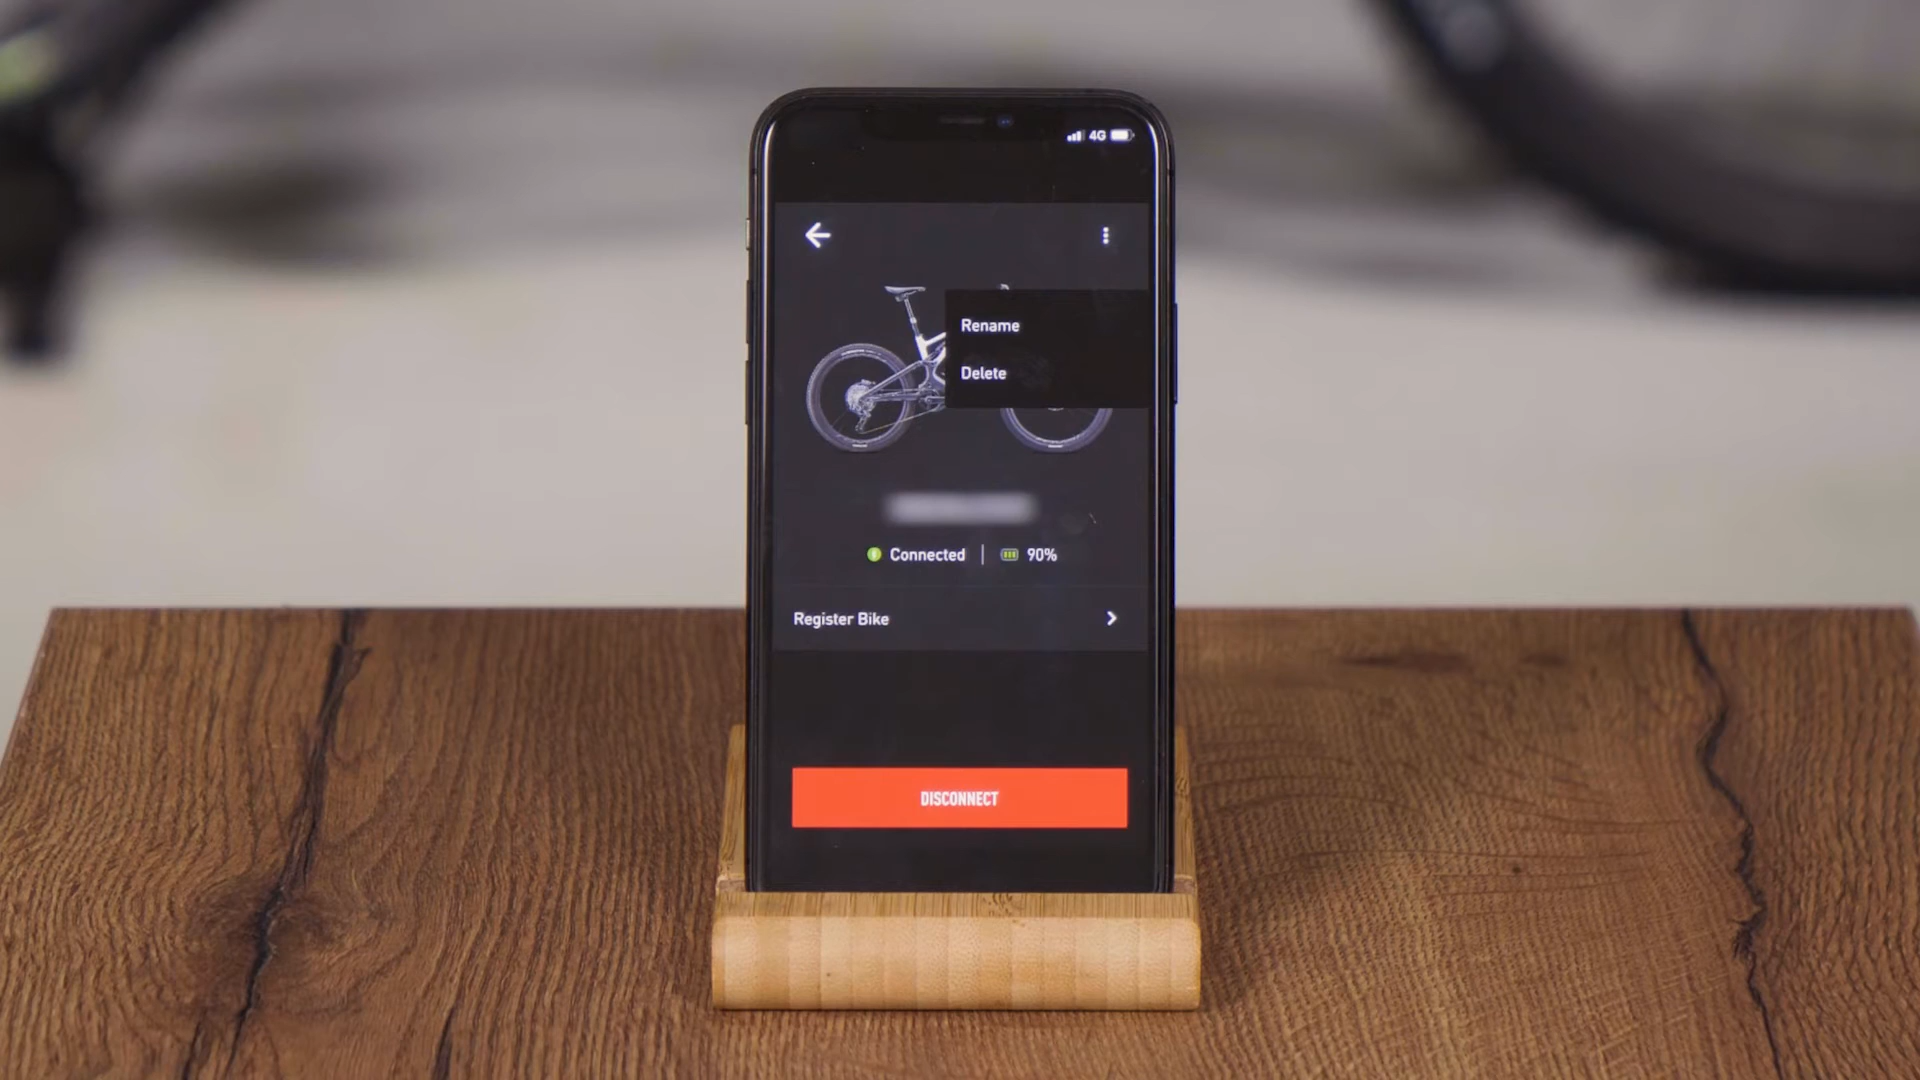 4G
Rename
Delete
Connected 90%
Register Bike
DISCONNECT